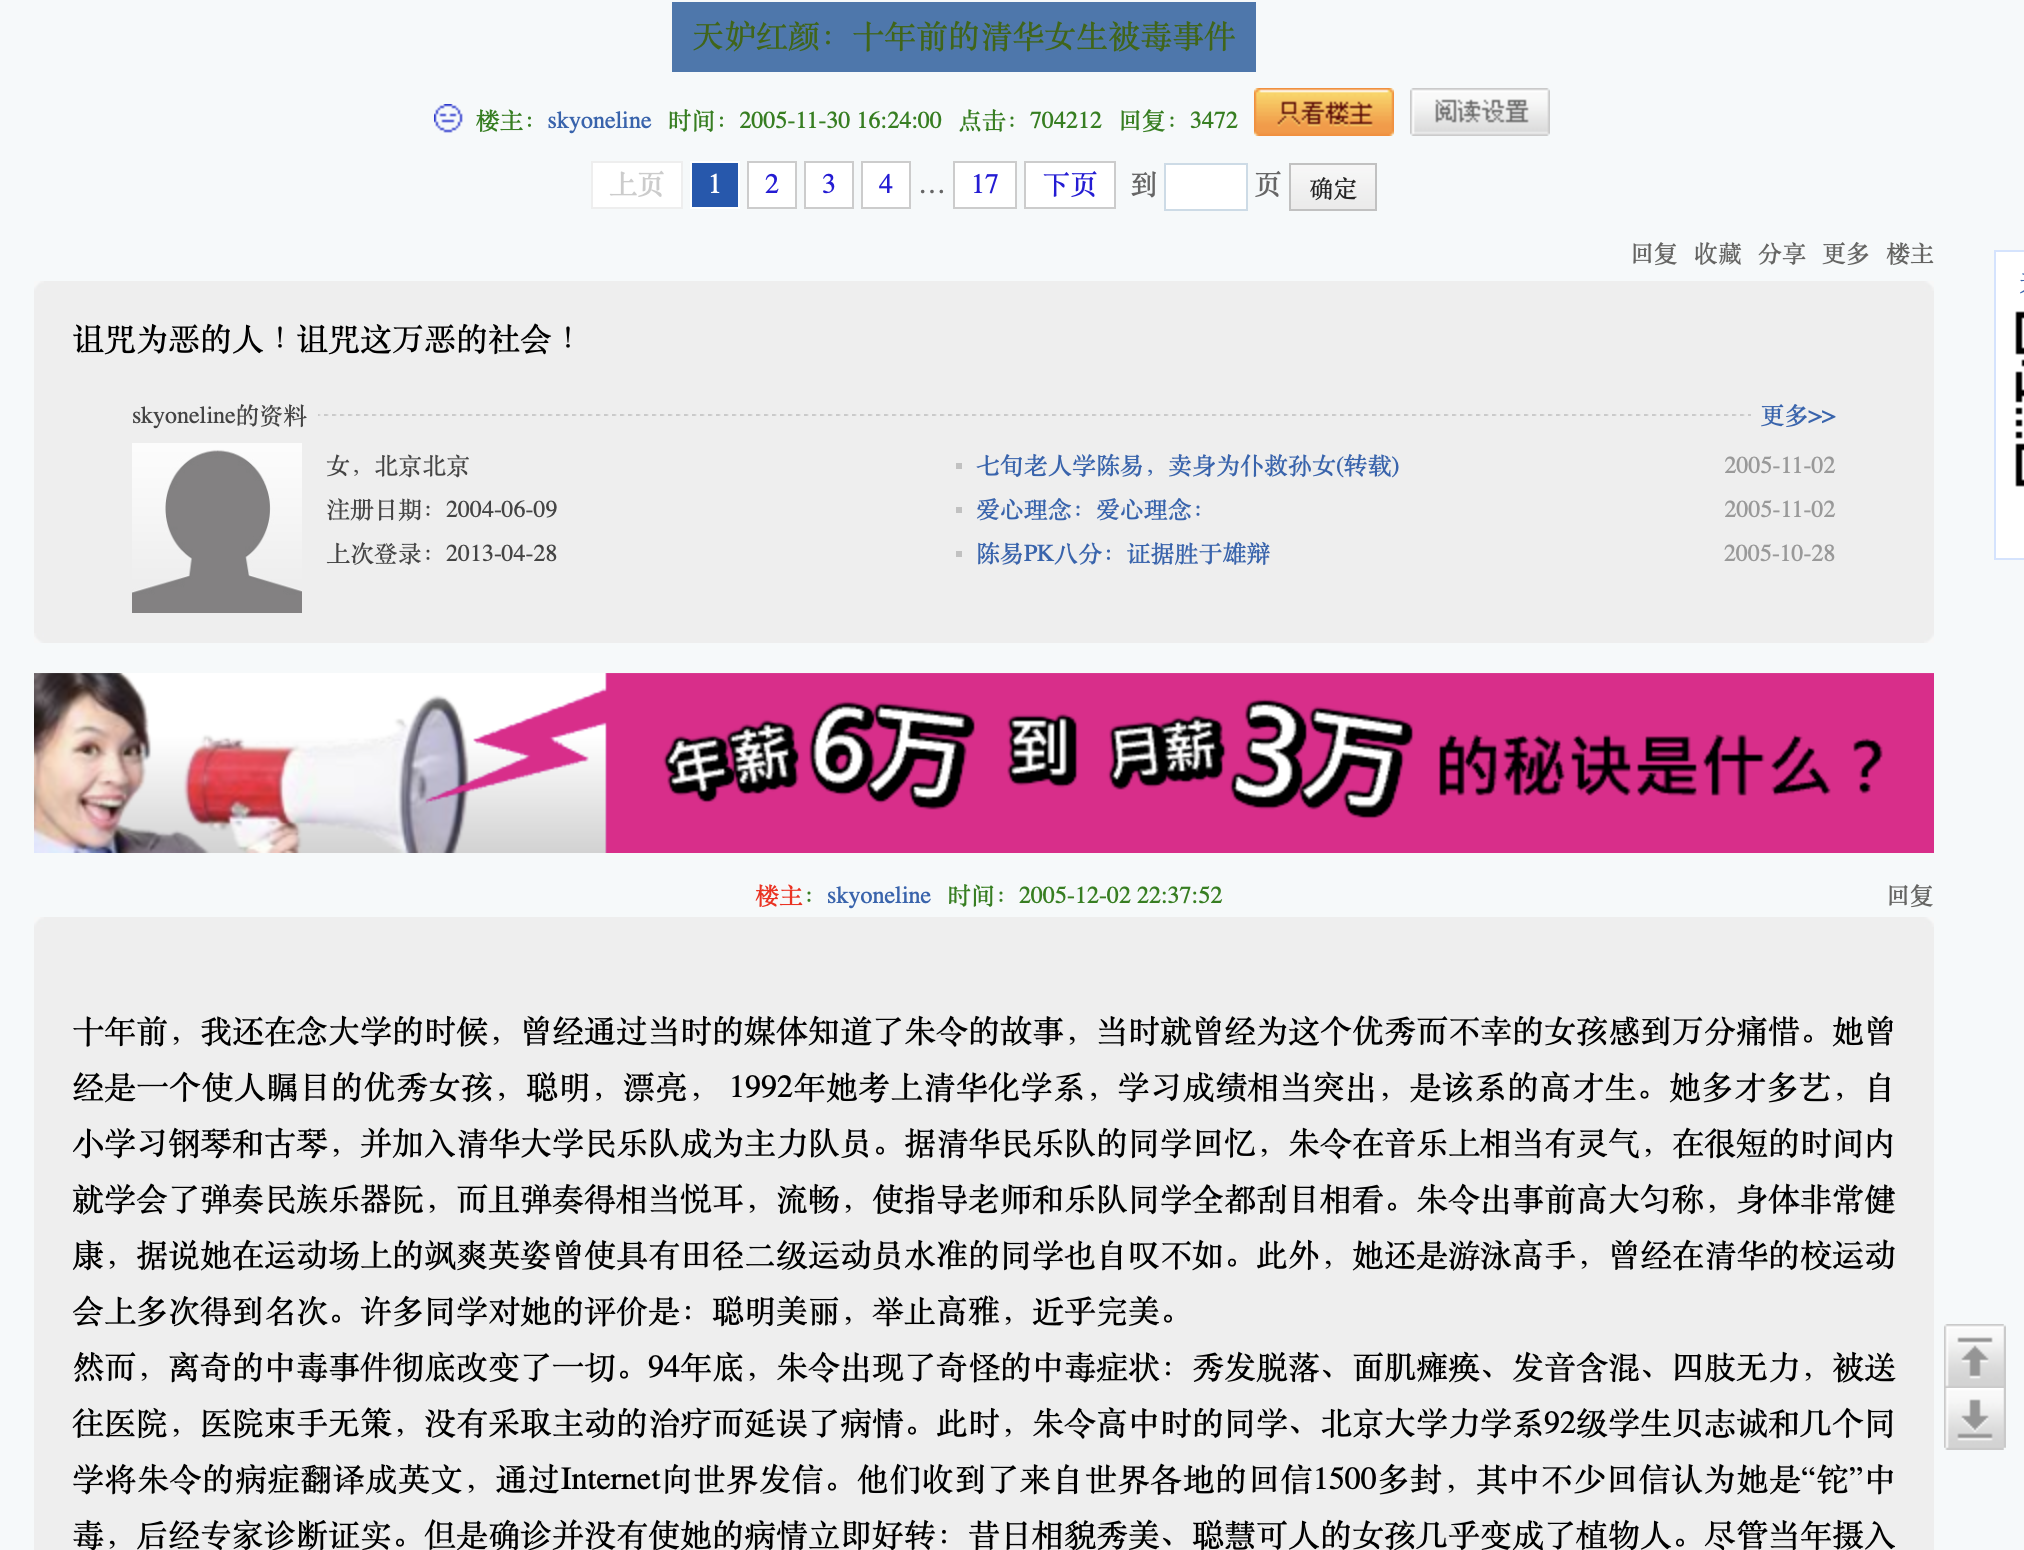 天妒红颜：十年前的清华女生被毒事件
楼主：skyoneline 时间：2005-11-30 16:24:00 点击：704212 回复：3472 只看楼主 阅读设置
上页 1 2 3 4 … 17 下页 到 页 确定
回复 收藏 分享 更多 楼主
诅咒为恶的人！诅咒这万恶的社会！
skyoneline的资料 更多>>
女，北京北京
注册日期：2004-06-09
上次登录：2013-04-28
七旬老人学陈易，卖身为仆救孙女(转载) 2005-11-02
爱心理念：爱心理念： 2005-11-02
陈易PK八分：证据胜于雄辩 2005-10-28
年薪6万 到 月薪3万 的秘诀是什么？
楼主：skyoneline 时间：2005-12-02 22:37:52 回复
十年前，我还在念大学的时候，曾经通过当时的媒体知道了朱令的故事，当时就曾经为这个优秀而不幸的女孩感到万分痛惜。她曾
经是一个使人瞩目的优秀女孩，聪明，漂亮， 1992年她考上清华化学系，学习成绩相当突出，是该系的高才生。她多才多艺，自
小学习钢琴和古琴，并加入清华大学民乐队成为主力队员。据清华民乐队的同学回忆，朱令在音乐上相当有灵气，在很短的时间内
就学会了弹奏民族乐器阮，而且弹奏得相当悦耳，流畅，使指导老师和乐队同学全都刮目相看。朱令出事前高大匀称，身体非常健
康，据说她在运动场上的飒爽英姿曾使具有田径二级运动员水准的同学也自叹不如。此外，她还是游泳高手，曾经在清华的校运动
会上多次得到名次。许多同学对她的评价是：聪明美丽，举止高雅，近乎完美。
然而，离奇的中毒事件彻底改变了一切。94年底，朱令出现了奇怪的中毒症状：秀发脱落、面肌瘫痪、发音含混、四肢无力，被送
往医院，医院束手无策，没有采取主动的治疗而延误了病情。此时，朱令高中时的同学、北京大学力学系92级学生贝志诚和几个同
学将朱令的病症翻译成英文，通过Internet向世界发信。他们收到了来自世界各地的回信1500多封，其中不少回信认为她是“铊”中
毒，后经专家诊断证实。但是确诊并没有使她的病情立即好转：昔日相貌秀美、聪慧可人的女孩几乎变成了植物人。尽管当年摄入